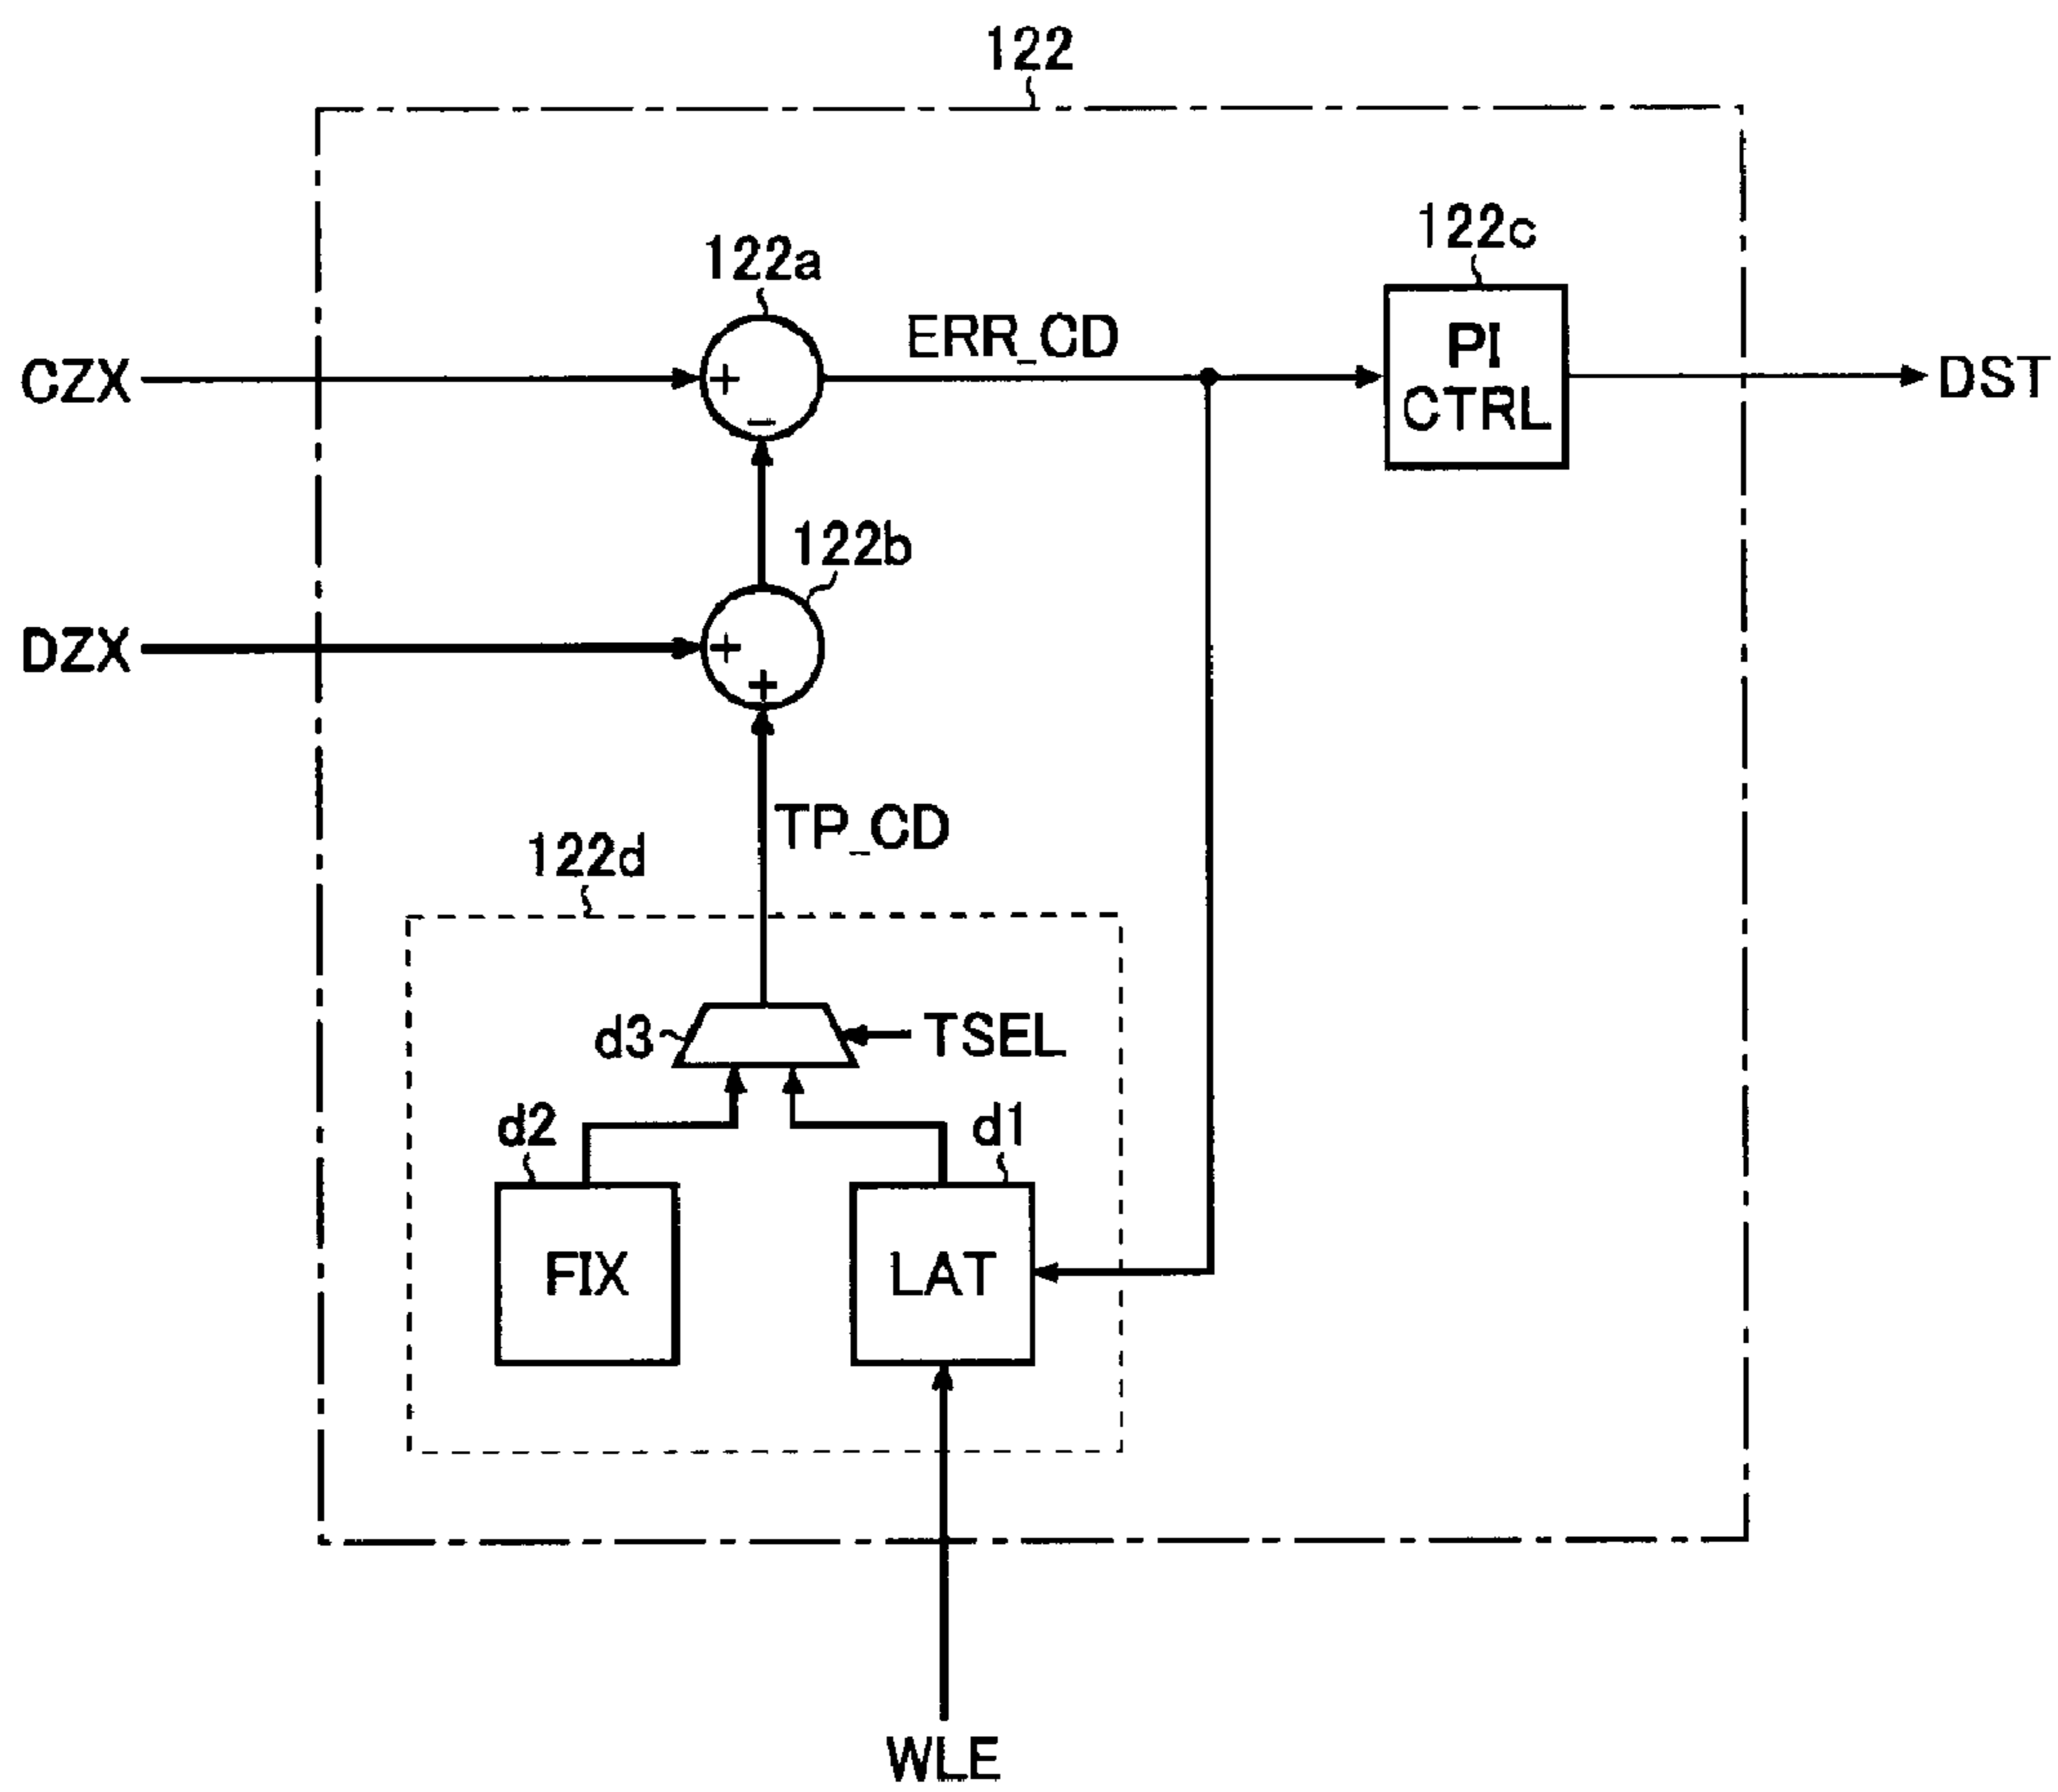 122
122a
122c
CZX
+
−
ERR_CD
PI
CTRL
DST
122b
DZX
+
+
TP_CD
122d
d3
TSEL
d2
d1
FIX
LAT
WLE